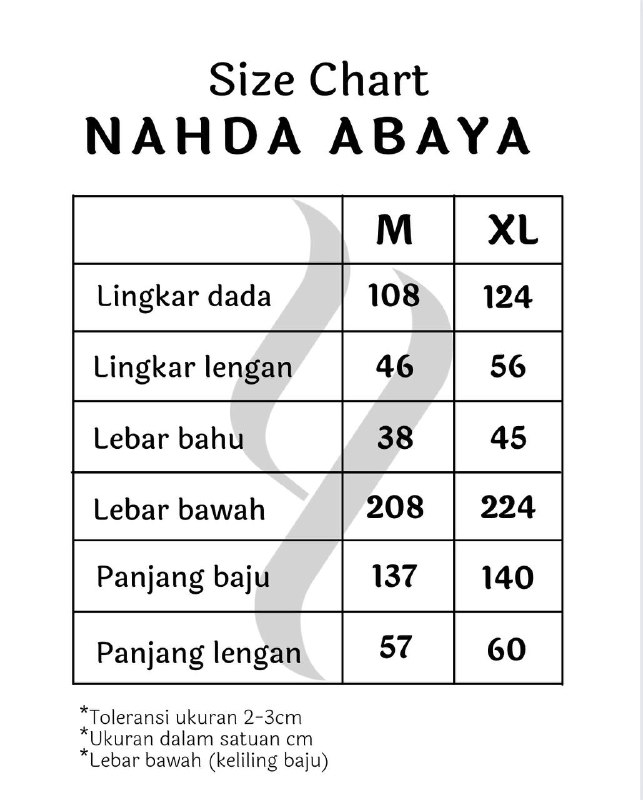 Size Chart
NAHDA ABAYA
M XL
Lingkar dada 108 124
Lingkar lengan 46 56
Lebar bahu 38 45
Lebar bawah 208 224
Panjang baju 137 140
Panjang lengan 57 60
*Toleransi ukuran 2-3cm
*Ukuran dalam satuan cm
*Lebar bawah (keliling baju)